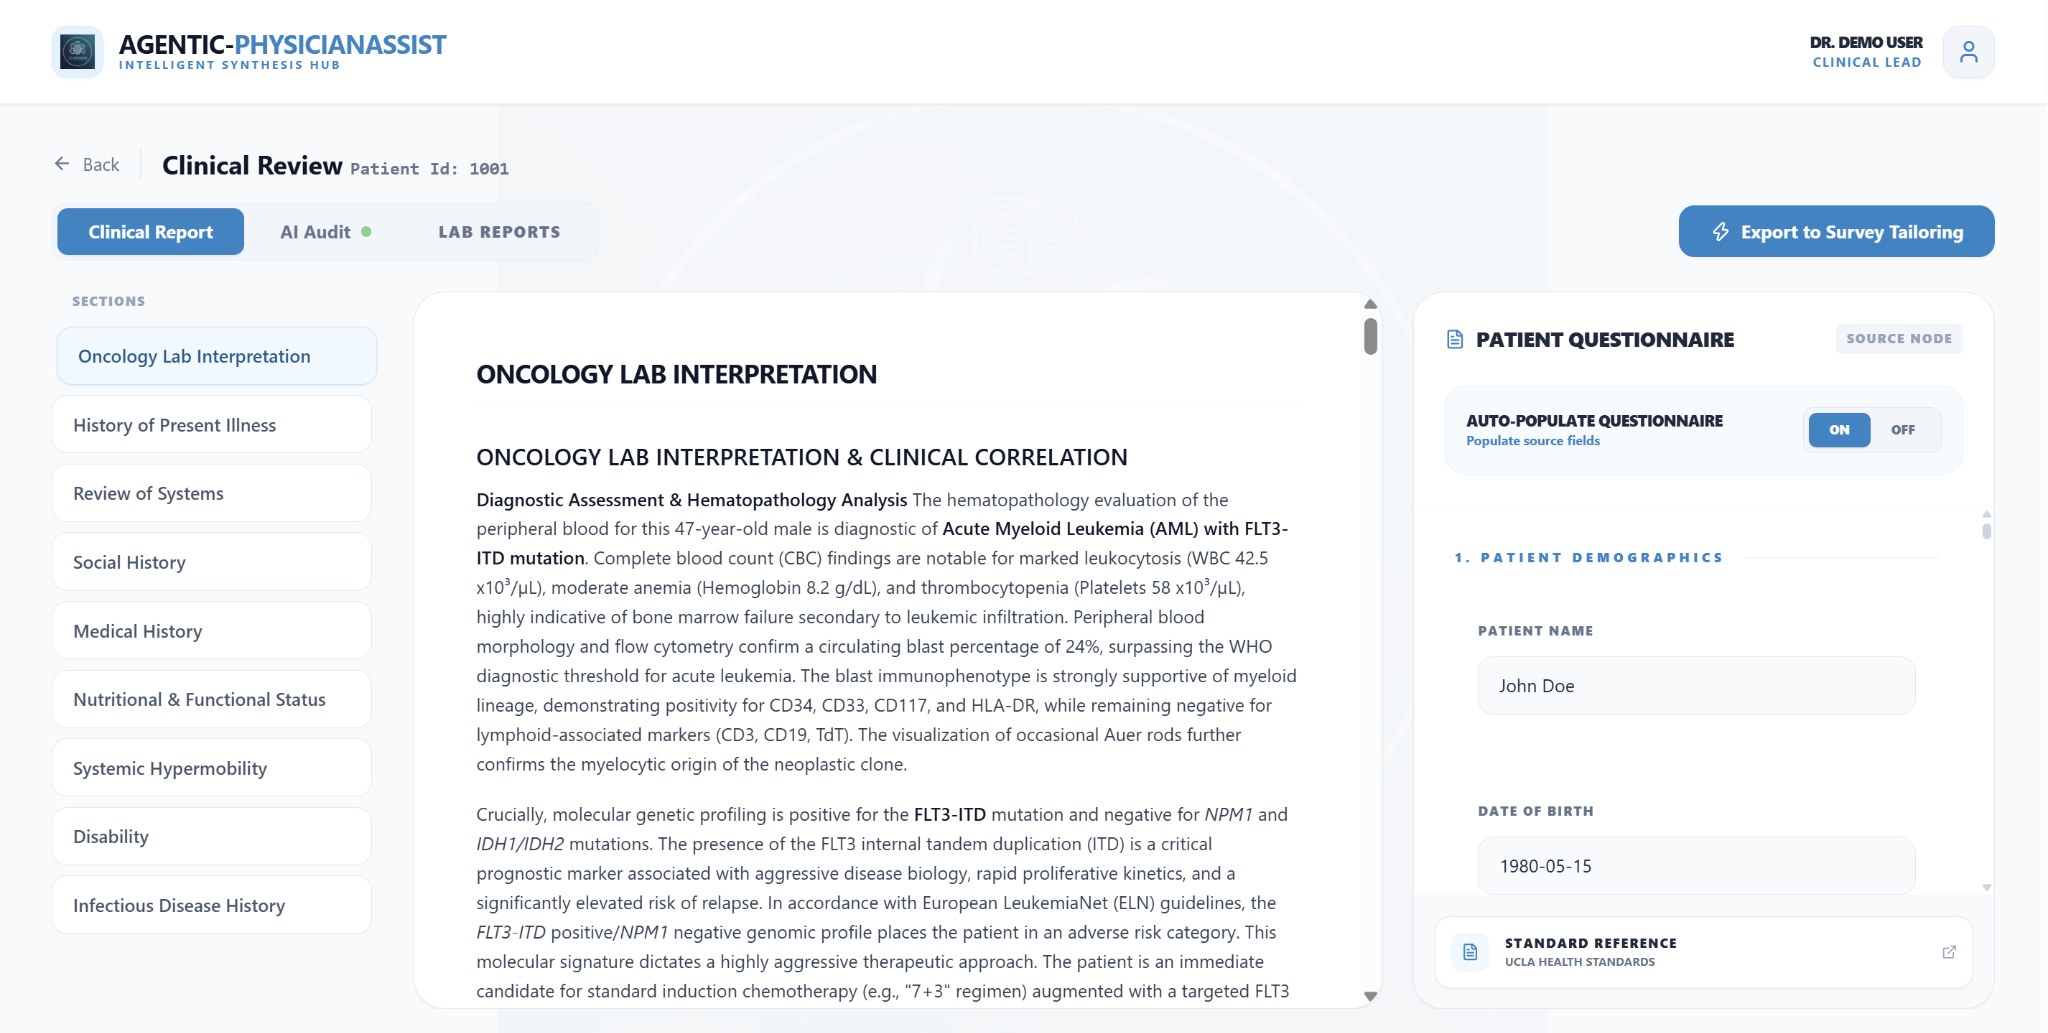 AGENTIC-PHYSICIANASSIST
INTELLIGENT SYNTHESIS HUB
DR. DEMO USER
CLINICAL LEAD
Back
Clinical Review Patient Id: 1001
Clinical Report
AI Audit
LAB REPORTS
Export to Survey Tailoring
SECTIONS
Oncology Lab Interpretation
History of Present Illness
Review of Systems
Social History
Medical History
Nutritional & Functional Status
Systemic Hypermobility
Disability
Infectious Disease History
ONCOLOGY LAB INTERPRETATION
ONCOLOGY LAB INTERPRETATION & CLINICAL CORRELATION
Diagnostic Assessment & Hematopathology Analysis The hematopathology evaluation of the
peripheral blood for this 47-year-old male is diagnostic of Acute Myeloid Leukemia (AML) with FLT3-
ITD mutation. Complete blood count (CBC) findings are notable for marked leukocytosis (WBC 42.5
x10³/µL), moderate anemia (Hemoglobin 8.2 g/dL), and thrombocytopenia (Platelets 58 x10³/µL),
highly indicative of bone marrow failure secondary to leukemic infiltration. Peripheral blood
morphology and flow cytometry confirm a circulating blast percentage of 24%, surpassing the WHO
diagnostic threshold for acute leukemia. The blast immunophenotype is strongly supportive of myeloid
lineage, demonstrating positivity for CD34, CD33, CD117, and HLA-DR, while remaining negative for
lymphoid-associated markers (CD3, CD19, TdT). The visualization of occasional Auer rods further
confirms the myelocytic origin of the neoplastic clone.
Crucially, molecular genetic profiling is positive for the FLT3-ITD mutation and negative for NPM1 and
IDH1/IDH2 mutations. The presence of the FLT3 internal tandem duplication (ITD) is a critical
prognostic marker associated with aggressive disease biology, rapid proliferative kinetics, and a
significantly elevated risk of relapse. In accordance with European LeukemiaNet (ELN) guidelines, the
FLT3-ITD positive/NPM1 negative genomic profile places the patient in an adverse risk category. This
molecular signature dictates a highly aggressive therapeutic approach. The patient is an immediate
candidate for standard induction chemotherapy (e.g., "7+3" regimen) augmented with a targeted FLT3
PATIENT QUESTIONNAIRE
SOURCE NODE
AUTO-POPULATE QUESTIONNAIRE
Populate source fields
ON
OFF
1. PATIENT DEMOGRAPHICS
PATIENT NAME
John Doe
DATE OF BIRTH
1980-05-15
STANDARD REFERENCE
UCLA HEALTH STANDARDS